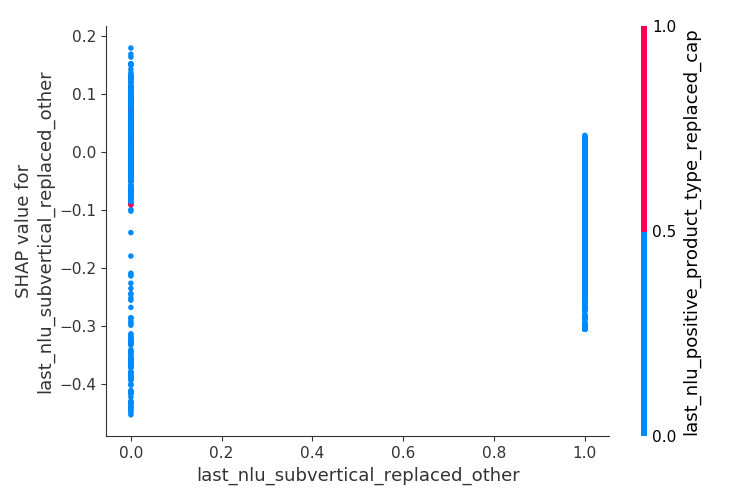 0.2
0.1
0.0
−0.1
−0.2
−0.3
−0.4
SHAP value for
last_nlu_subvertical_replaced_other
0.0 0.2 0.4 0.6 0.8 1.0
last_nlu_subvertical_replaced_other
1.0
0.5
0.0
last_nlu_positive_product_type_replaced_cap